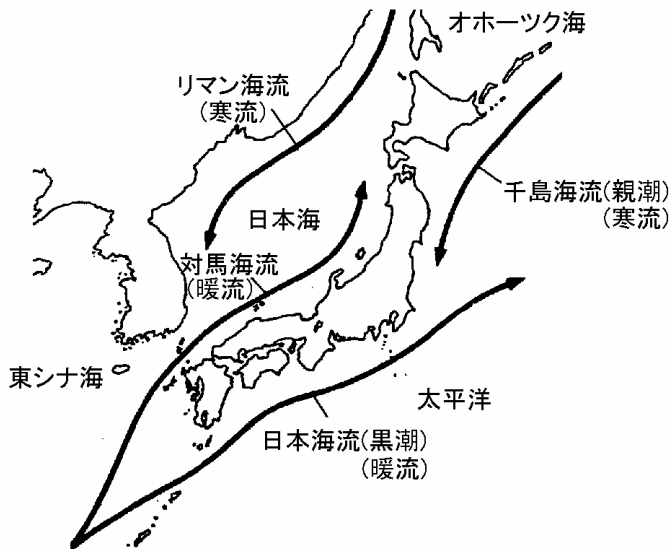 オホーツク海
リマン海流
(寒流)
千島海流(親潮)
(寒流)
日本海
対馬海流
(暖流)
東シナ海
太平洋
日本海流(黒潮)
(暖流)